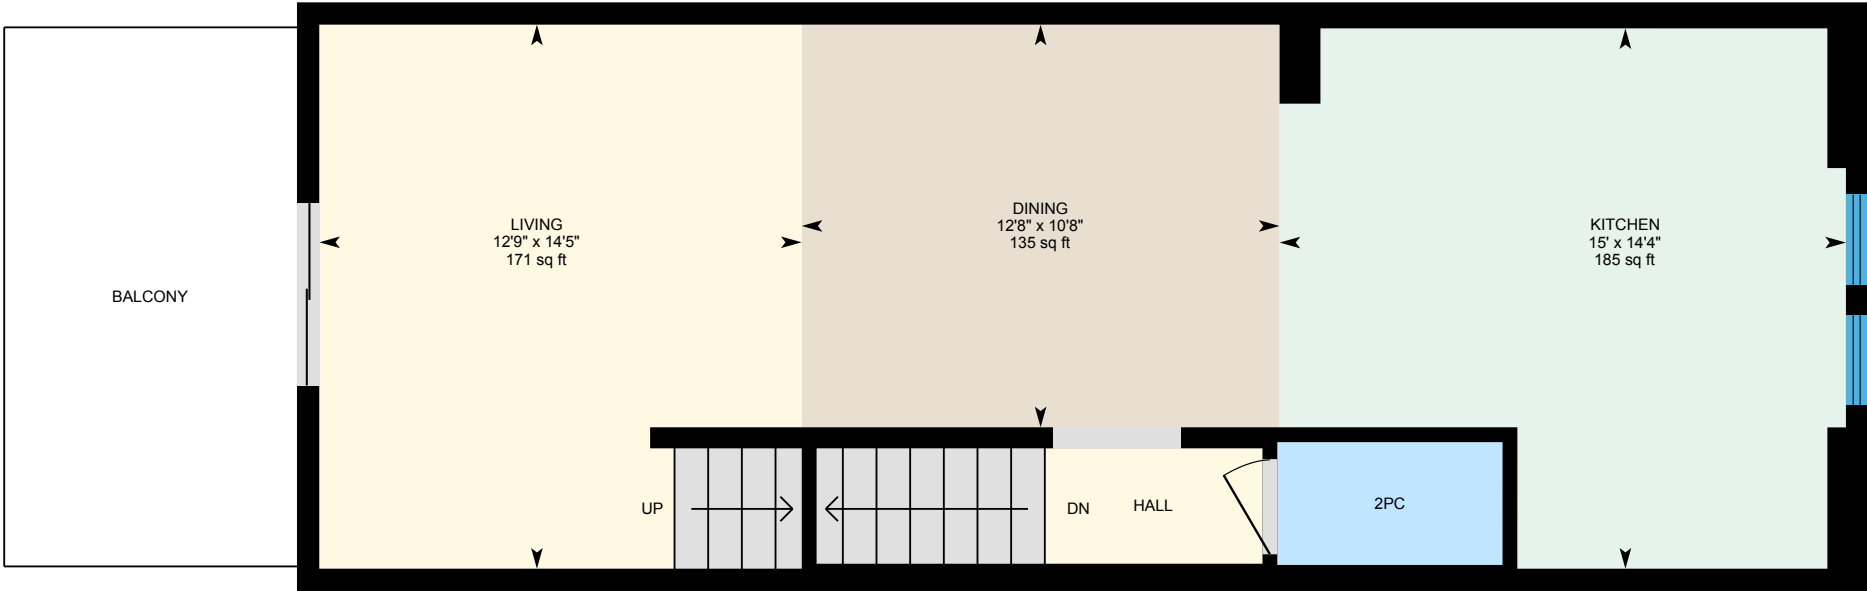 BALCONY
LIVING
12'9" x 14'5"
171 sq ft
DINING
12'8" x 10'8"
135 sq ft
KITCHEN
15' x 14'4"
185 sq ft
UP
DN
HALL
2PC